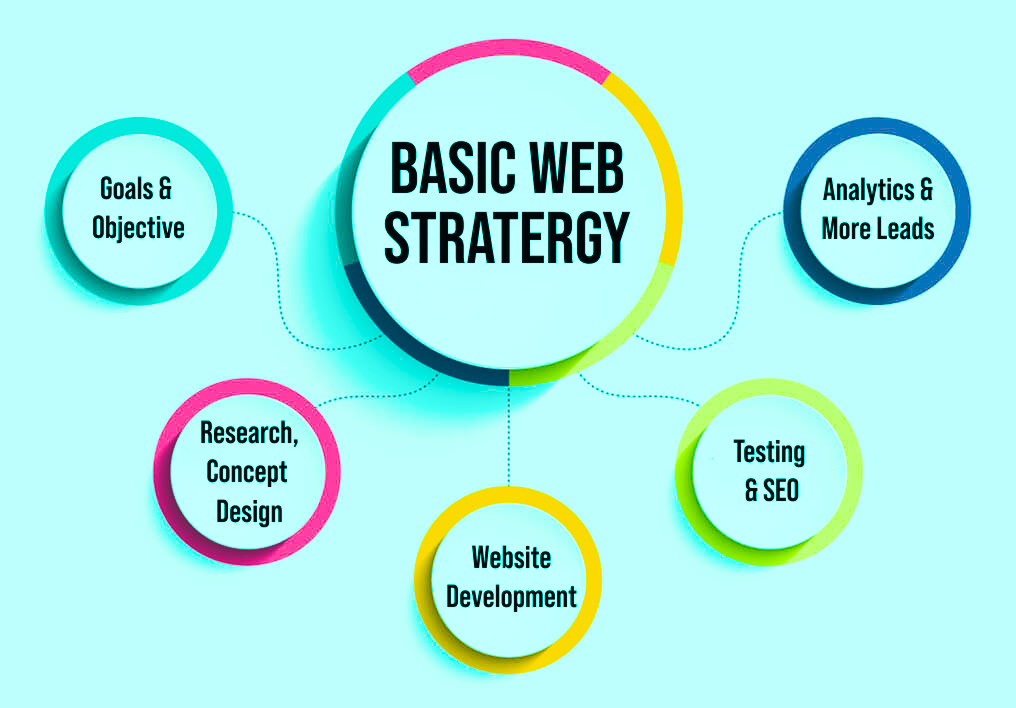 BASIC WEB
STRATERGY
Goals &
Objective
Research,
Concept
Design
Website
Development
Testing
& SEO
Analytics &
More Leads